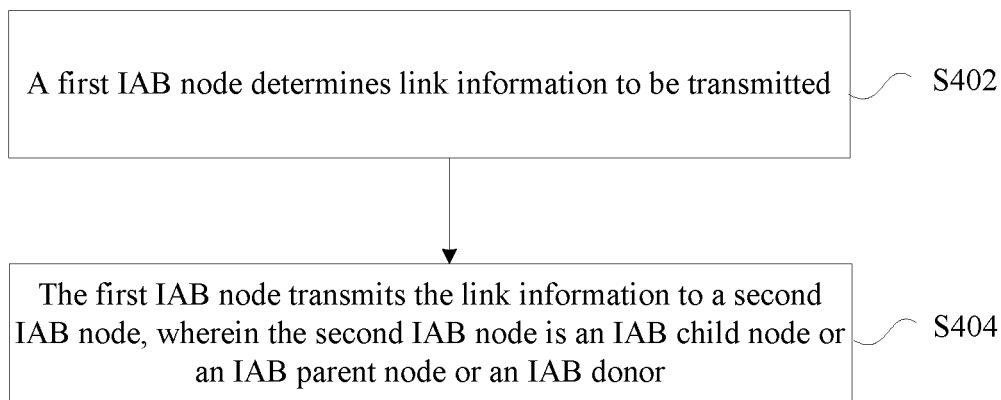 A first IAB node determines link information to be transmitted
S402
The first IAB node transmits the link information to a second
IAB node, wherein the second IAB node is an IAB child node or
an IAB parent node or an IAB donor
S404